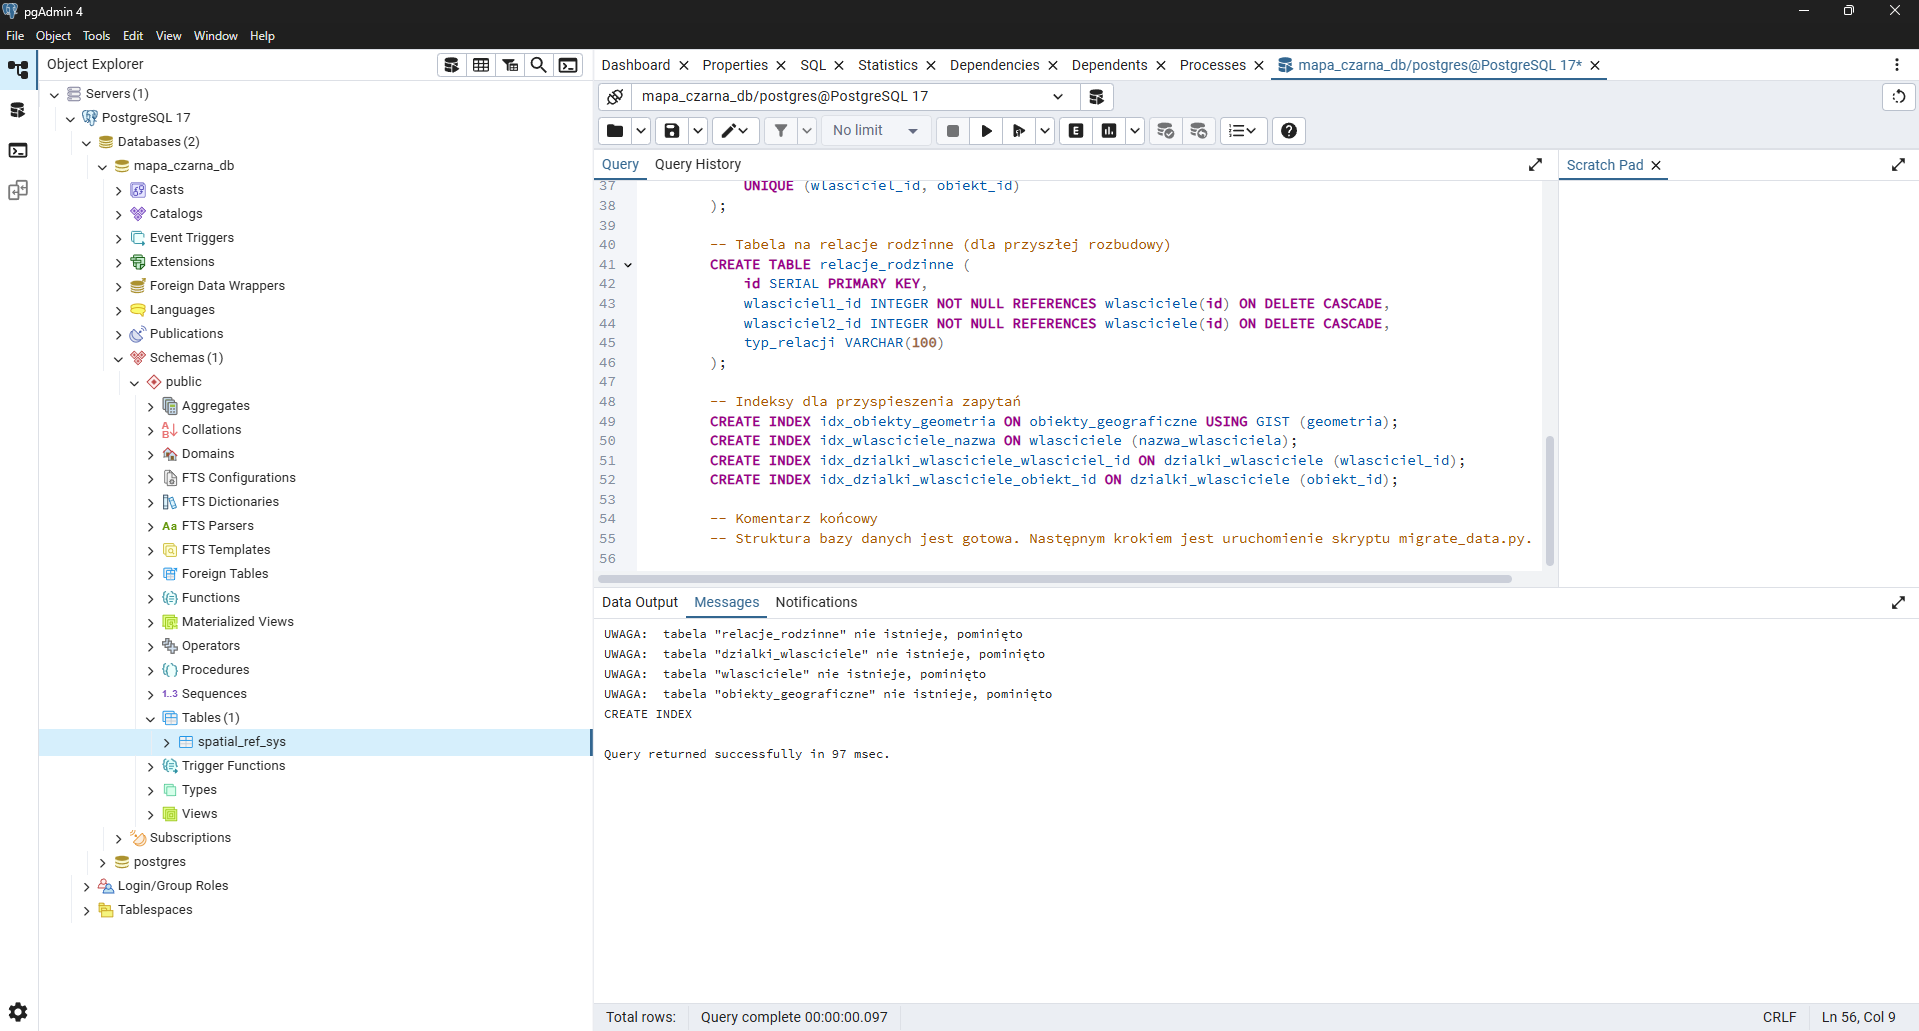 pgAdmin 4
File Object Tools Edit View Window Help
Object Explorer
Servers (1)
PostgreSQL 17
Databases (2)
mapa_czarna_db
Casts
Catalogs
Event Triggers
Extensions
Foreign Data Wrappers
Languages
Publications
Schemas (1)
public
Aggregates
Collations
Domains
FTS Configurations
FTS Dictionaries
Aa FTS Parsers
FTS Templates
Foreign Tables
Functions
Materialized Views
Operators
Procedures
1..3 Sequences
Tables (1)
spatial_ref_sys
Trigger Functions
Types
Views
Subscriptions
postgres
Login/Group Roles
Tablespaces
Dashboard Properties SQL Statistics Dependencies Dependents Processes mapa_czarna_db/postgres@PostgreSQL 17*
mapa_czarna_db/postgres@PostgreSQL 17
No limit
Query Query History
37 UNIQUE (wlasciciel_id, obiekt_id)
38 );
39
40 -- Tabela na relacje rodzinne (dla przyszłej rozbudowy)
41 CREATE TABLE relacje_rodzinne (
42 id SERIAL PRIMARY KEY,
43 wlasciciel1_id INTEGER NOT NULL REFERENCES wlasciciele(id) ON DELETE CASCADE,
44 wlasciciel2_id INTEGER NOT NULL REFERENCES wlasciciele(id) ON DELETE CASCADE,
45 typ_relacji VARCHAR(100)
46 );
47
48 -- Indeksy dla przyspieszenia zapytań
49 CREATE INDEX idx_obiekty_geometria ON obiekty_geograficzne USING GIST (geometria);
50 CREATE INDEX idx_wlasciciele_nazwa ON wlasciciele (nazwa_wlasciciela);
51 CREATE INDEX idx_dzialki_wlasciciele_wlasciciel_id ON dzialki_wlasciciele (wlasciciel_id);
52 CREATE INDEX idx_dzialki_wlasciciele_obiekt_id ON dzialki_wlasciciele (obiekt_id);
53
54 -- Komentarz końcowy
55 -- Struktura bazy danych jest gotowa. Następnym krokiem jest uruchomienie skryptu migrate_data.py.
56
Scratch Pad
Data Output Messages Notifications
UWAGA: tabela "relacje_rodzinne" nie istnieje, pominięto
UWAGA: tabela "dzialki_wlasciciele" nie istnieje, pominięto
UWAGA: tabela "wlasciciele" nie istnieje, pominięto
UWAGA: tabela "obiekty_geograficzne" nie istnieje, pominięto
CREATE INDEX
Query returned successfully in 97 msec.
Total rows: Query complete 00:00:00.097 CRLF Ln 56, Col 9